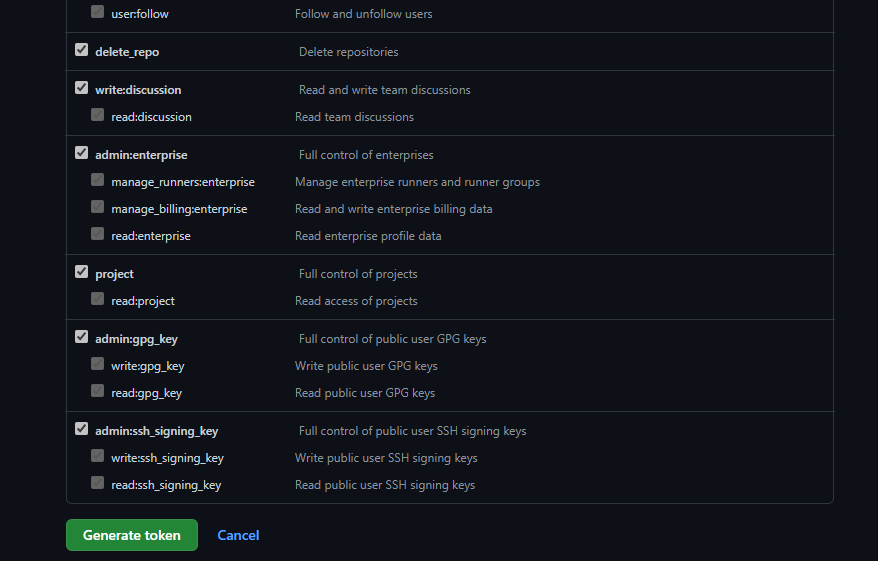 user:follow Follow and unfollow users
delete_repo Delete repositories
write:discussion Read and write team discussions
read:discussion Read team discussions
admin:enterprise Full control of enterprises
manage_runners:enterprise Manage enterprise runners and runner groups
manage_billing:enterprise Read and write enterprise billing data
read:enterprise Read enterprise profile data
project Full control of projects
read:project Read access of projects
admin:gpg_key Full control of public user GPG keys
write:gpg_key Write public user GPG keys
read:gpg_key Read public user GPG keys
admin:ssh_signing_key Full control of public user SSH signing keys
write:ssh_signing_key Write public user SSH signing keys
read:ssh_signing_key Read public user SSH signing keys
Generate token Cancel